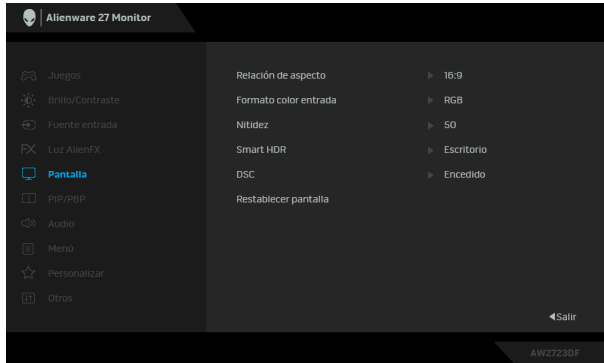 Alienware 27 Monitor
Juegos
Brillo/Contraste
Fuente entrada
Luz AlienFX
Pantalla
PIP/PBP
Audio
Menú
Personalizar
Otros
Relación de aspecto 16:9
Formato color entrada RGB
Nitidez 50
Smart HDR Escritorio
DSC Encedido
Restablecer pantalla
Salir
AW2723DF